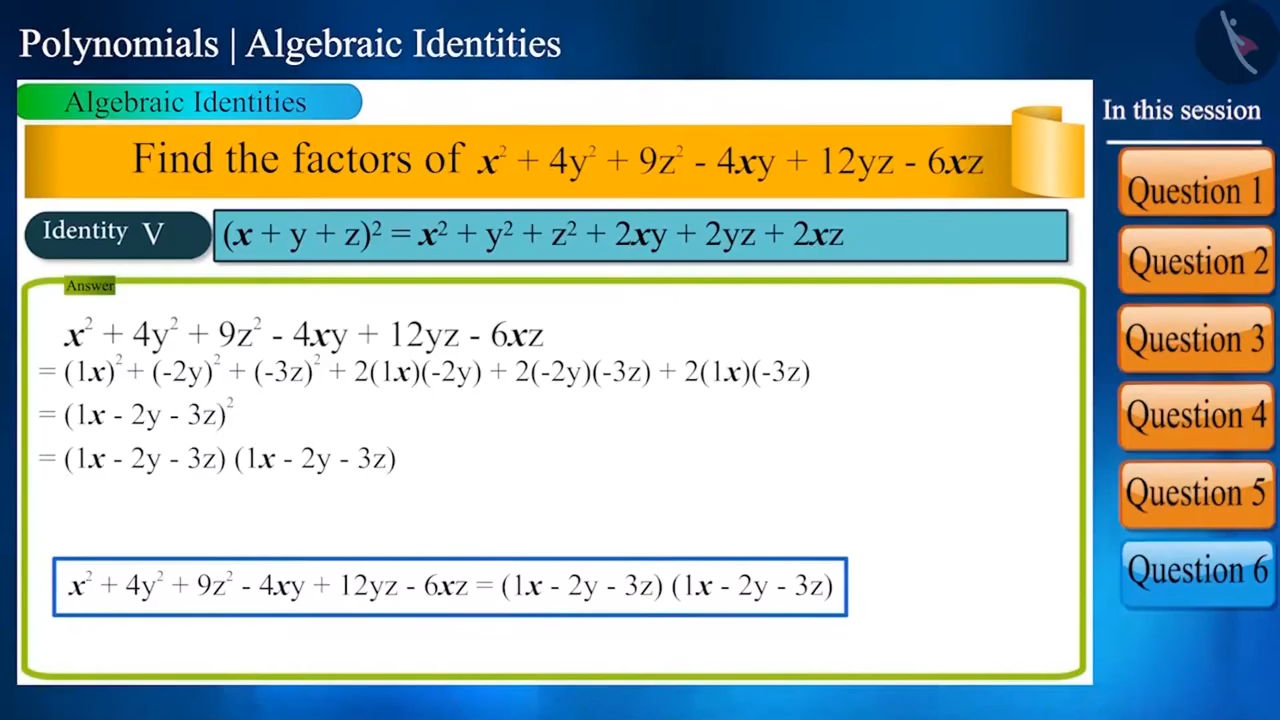 Polynomials | Algebraic Identities
Algebraic Identities
Find the factors of x² + 4y² + 9z² - 4xy + 12yz - 6xz
Identity V
(x + y + z)² = x² + y² + z² + 2xy + 2yz + 2xz
Answer
x² + 4y² + 9z² - 4xy + 12yz - 6xz
= (1x)² + (-2y)² + (-3z)² + 2(1x)(-2y) + 2(-2y)(-3z) + 2(1x)(-3z)
= (1x - 2y - 3z)²
= (1x - 2y - 3z) (1x - 2y - 3z)
x² + 4y² + 9z² - 4xy + 12yz - 6xz = (1x - 2y - 3z) (1x - 2y - 3z)
In this session
Question 1
Question 2
Question 3
Question 4
Question 5
Question 6